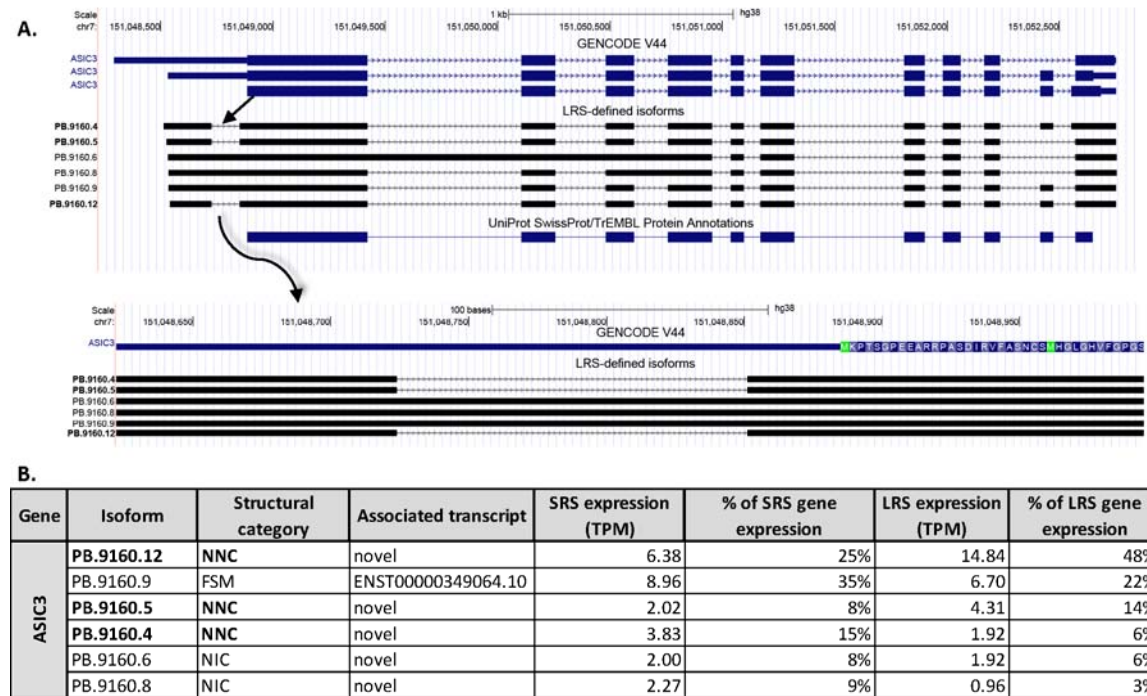 A.
Scale 1 kb hg38
chr7: 151,048,500 151,049,000 151,049,500 151,050,000 151,050,500 151,051,000 151,051,500 151,052,000 151,052,500
GENCODE V44
ASIC3
ASIC3
ASIC3
LRS-defined isoforms
PB.9160.4
PB.9160.5
PB.9160.6
PB.9160.8
PB.9160.9
PB.9160.12
UniProt SwissProt/TrEMBL Protein Annotations
Scale 100 bases hg38
chr7: 151,048,650 151,048,700 151,048,750 151,048,800 151,048,850 151,048,900 151,048,950
GENCODE V44
ASIC3 MKPTSGPEEARRPASDIRVFASNCSMHGLGHVFGPGS
LRS-defined isoforms
PB.9160.4
PB.9160.5
PB.9160.6
PB.9160.8
PB.9160.9
PB.9160.12
B.
Gene Isoform Structural category Associated transcript SRS expression (TPM) % of SRS gene expression LRS expression (TPM) % of LRS gene expression
ASIC3
PB.9160.12 NNC novel 6.38 25% 14.84 48%
PB.9160.9 FSM ENST00000349064.10 8.96 35% 6.70 22%
PB.9160.5 NNC novel 2.02 8% 4.31 14%
PB.9160.4 NNC novel 3.83 15% 1.92 6%
PB.9160.6 NIC novel 2.00 8% 1.92 6%
PB.9160.8 NIC novel 2.27 9% 0.96 3%